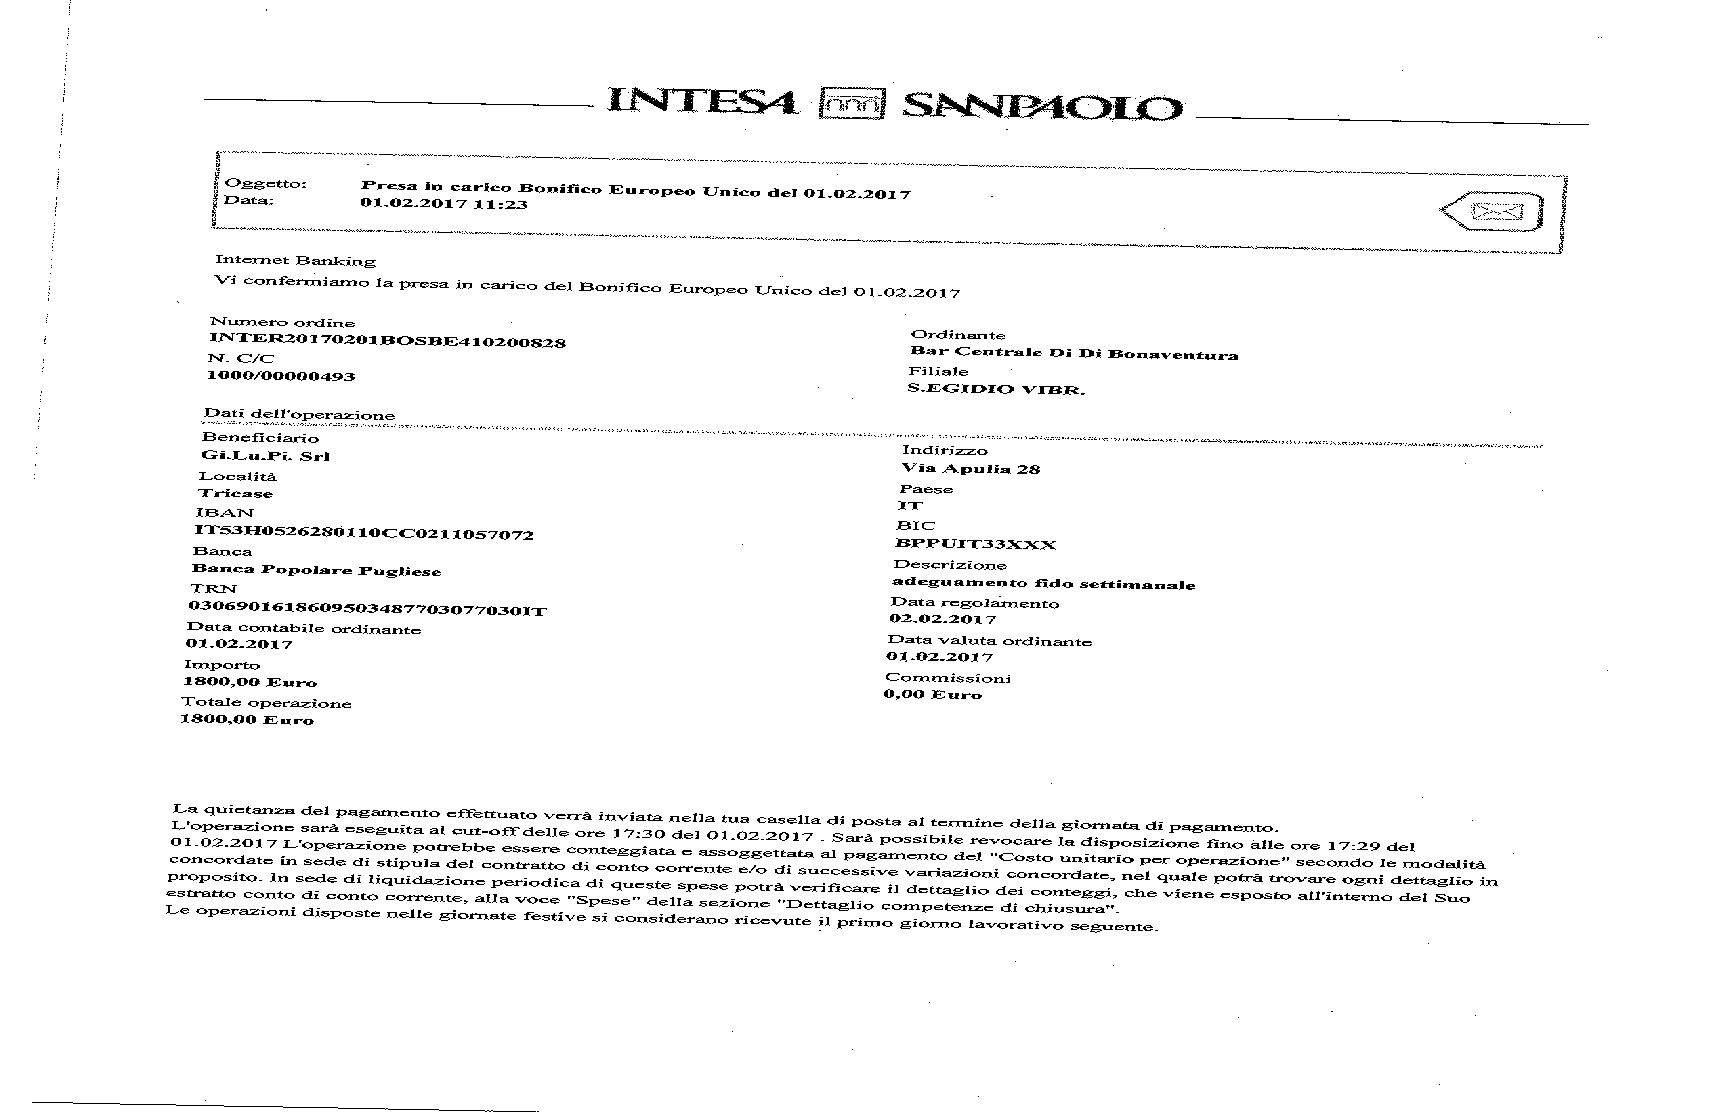 INTESA SANPAOLO
Oggetto: Presa in carico Bonifico Europeo Unico del 01.02.2017
Data: 01.02.2017 11:23
Internet Banking
Vi confermiamo la presa in carico del Bonifico Europeo Unico del 01.02.2017
Numero ordine
INTER20170201BOSBE410200828
N. C/C
1000/00000493
Ordinante
Bar Centrale Di Di Bonaventura
Filiale
S.EGIDIO VIBR.
Dati dell'operazione
Beneficiario
Gi.Lu.Pi. Srl
Località
Tricase
IBAN
IT53H0526280110CC0211057072
Banca
Banca Popolare Pugliese
TRN
0306901618609503487703077030IT
Data contabile ordinante
01.02.2017
Importo
1800,00 Euro
Totale operazione
1800,00 Euro
Indirizzo
Via Apulia 28
Paese
IT
BIC
BPPUIT33XXX
Descrizione
adeguamento fido settimanale
Data regolamento
02.02.2017
Data valuta ordinante
01.02.2017
Commissioni
0,00 Euro
La quietanza del pagamento effettuato verrà inviata nella tua casella di posta al termine della giornata di pagamento.
L'operazione sarà eseguita al cut-off delle ore 17:30 del 01.02.2017 . Sarà possibile revocare la disposizione fino alle ore 17:29 del
01.02.2017 L'operazione potrebbe essere conteggiata e assoggettata al pagamento del "Costo unitario per operazione" secondo le modalità
concordate in sede di stipula del contratto di conto corrente e/o di successive variazioni concordate, nel quale potrà trovare ogni dettaglio in
proposito. In sede di liquidazione periodica di queste spese potrà verificare il dettaglio dei conteggi, che viene esposto all'interno del Suo
estratto conto di conto corrente, alla voce "Spese" della sezione "Dettaglio competenze di chiusura".
Le operazioni disposte nelle giornate festive si considerano ricevute il primo giorno lavorativo seguente.